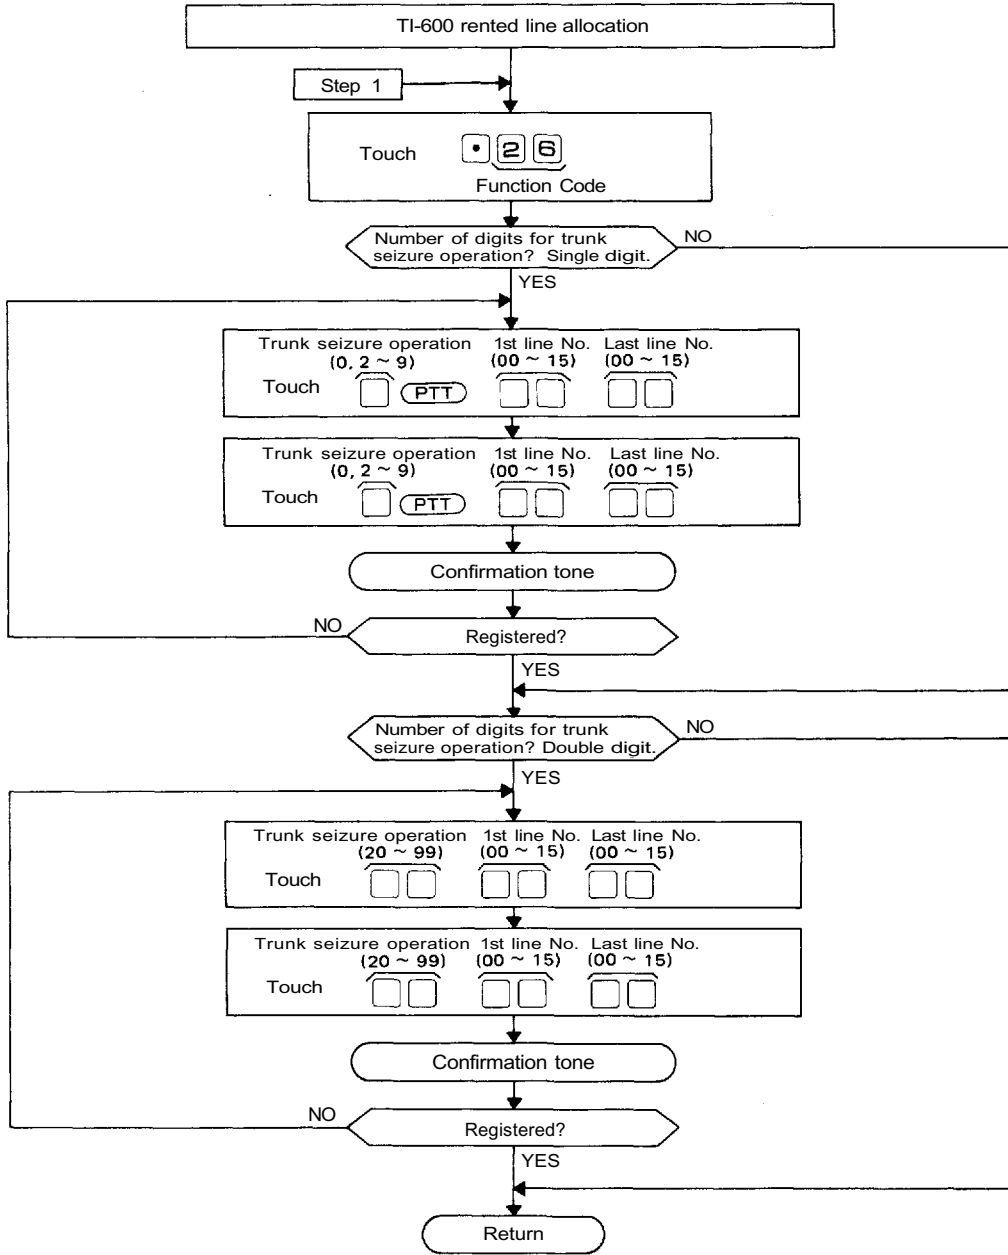 TI-600 rented line allocation
Step 1
Touch • 2 6
Function Code
Number of digits for trunk
seizure operation? Single digit.
NO
YES
Trunk seizure operation 1st line No. Last line No.
(0, 2 ~ 9) (00 ~ 15) (00 ~ 15)
Touch PTT
Trunk seizure operation 1st line No. Last line No.
(0, 2 ~ 9) (00 ~ 15) (00 ~ 15)
Touch PTT
Confirmation tone
NO
Registered?
YES
Number of digits for trunk
seizure operation? Double digit.
NO
YES
Trunk seizure operation 1st line No. Last line No.
(20 ~ 99) (00 ~ 15) (00 ~ 15)
Touch
Trunk seizure operation 1st line No. Last line No.
(20 ~ 99) (00 ~ 15) (00 ~ 15)
Touch
Confirmation tone
NO
Registered?
YES
Return